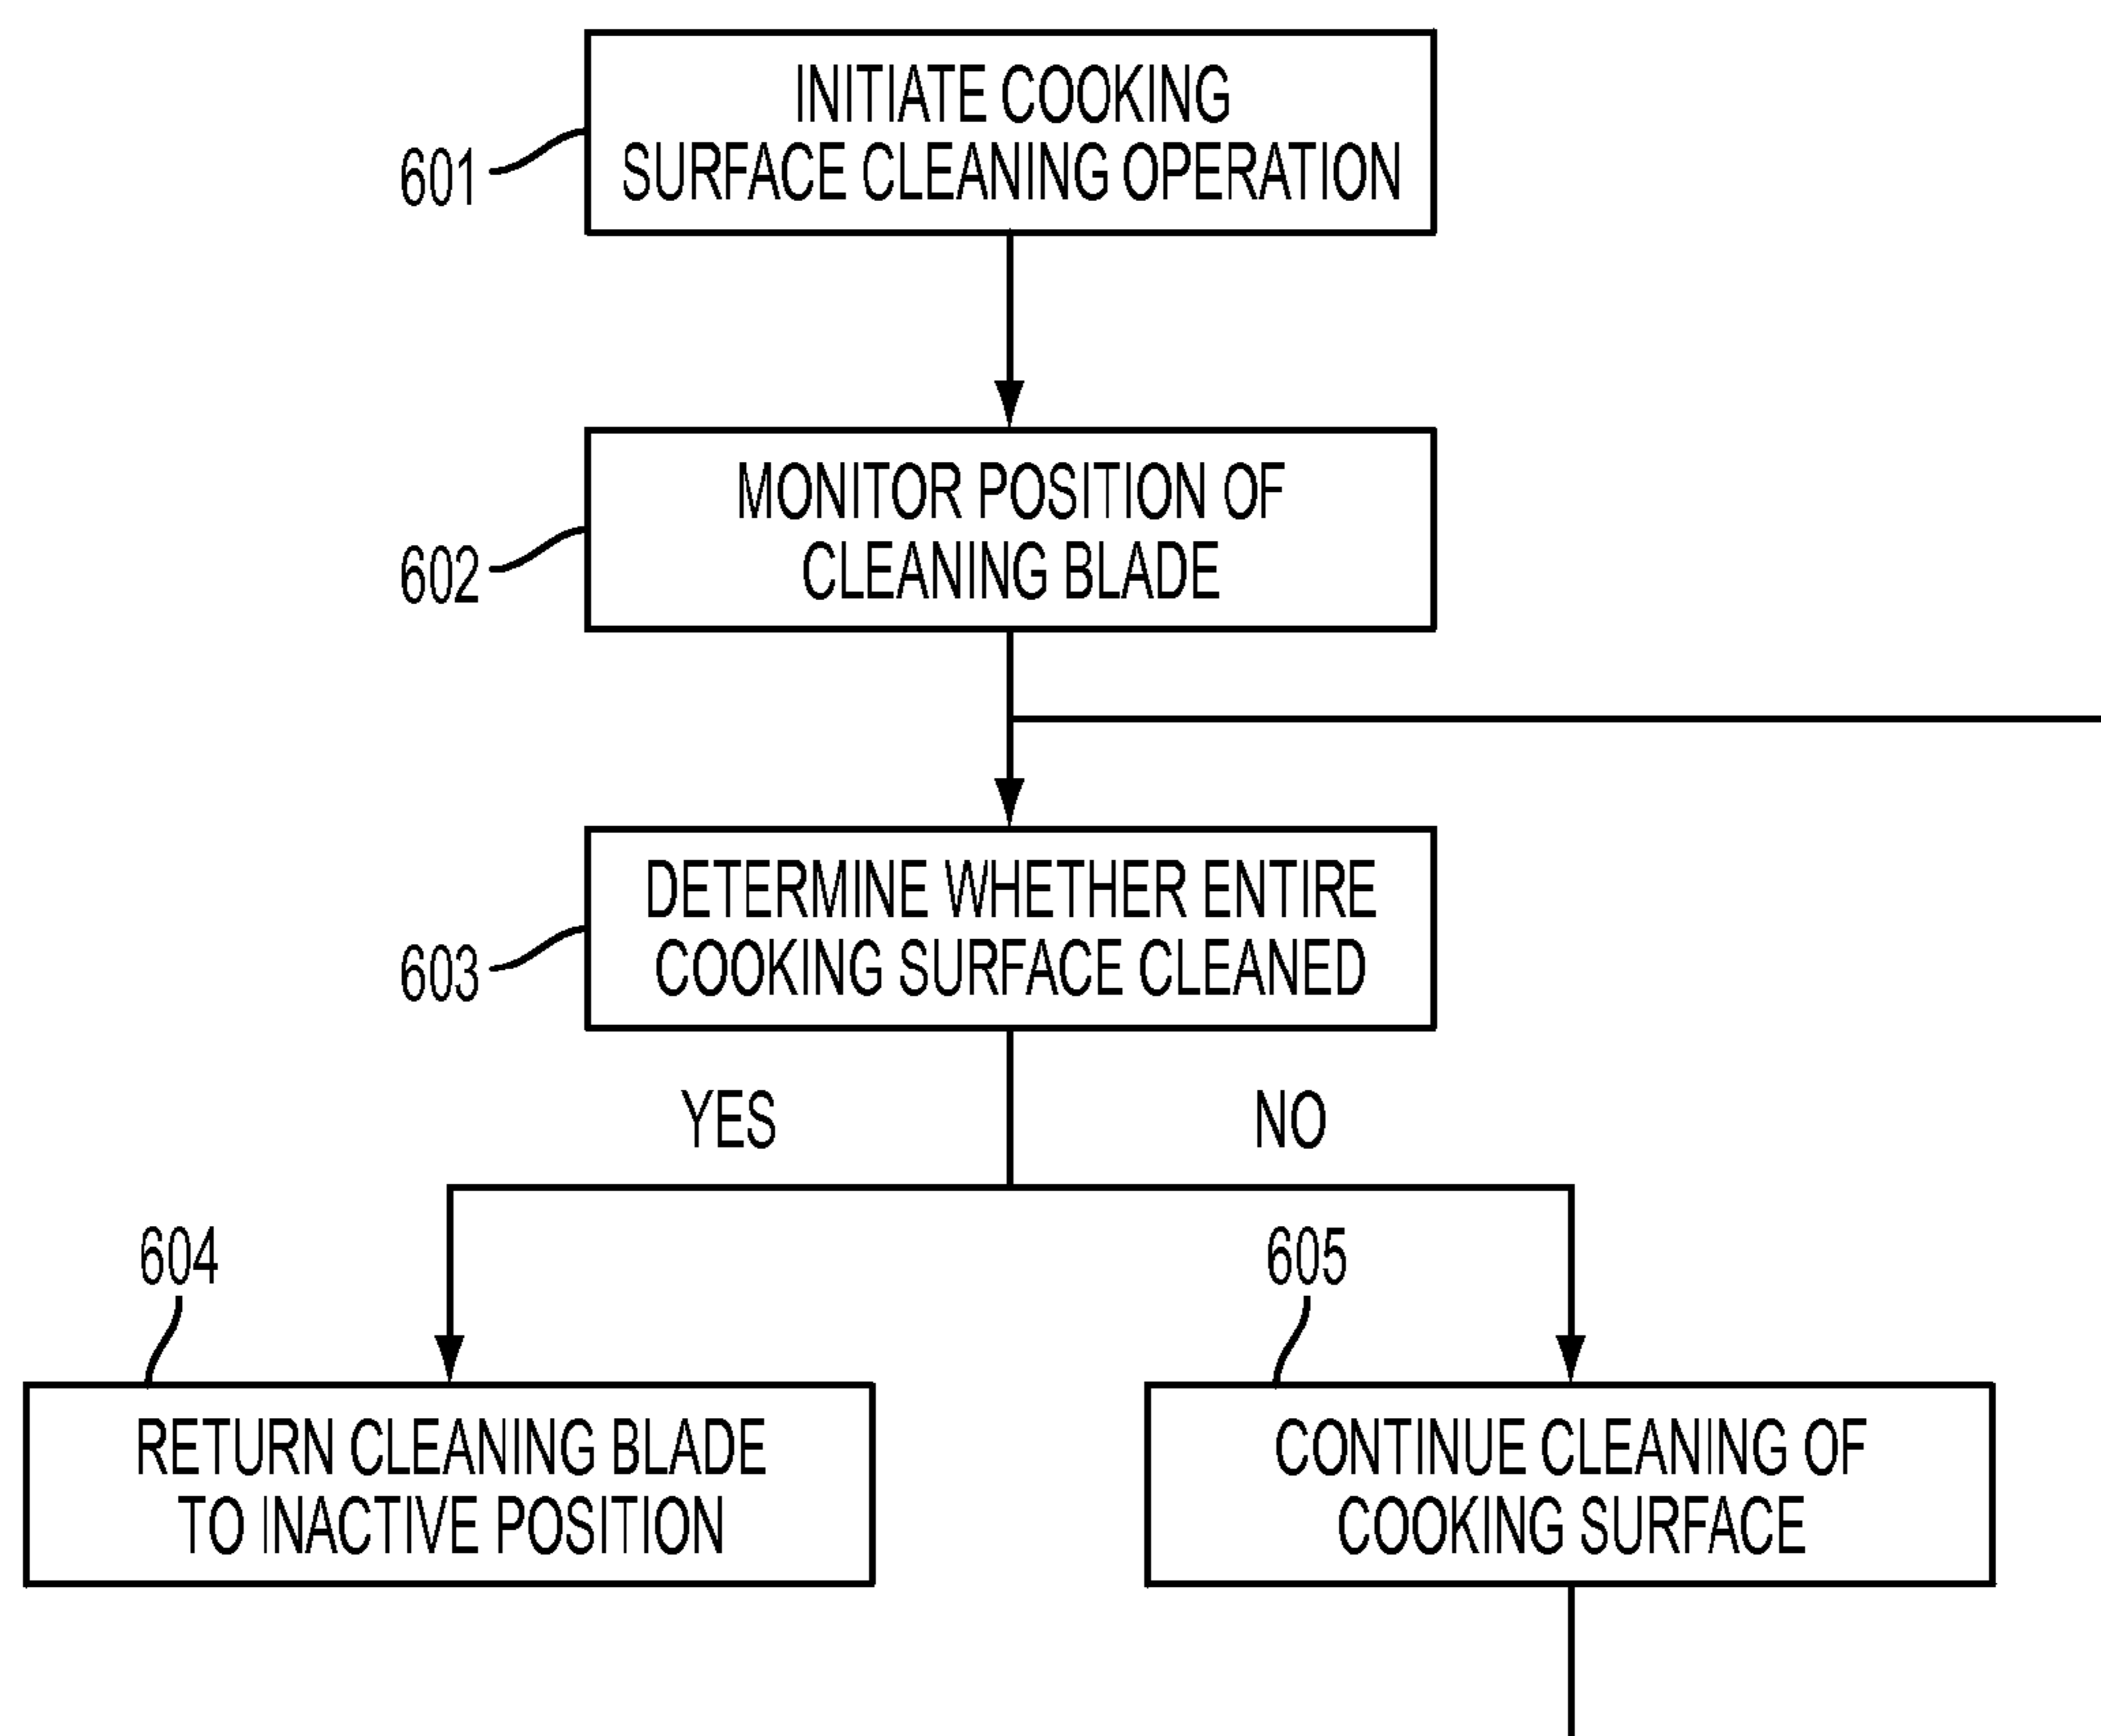 INITIATE COOKING
SURFACE CLEANING OPERATION
601
MONITOR POSITION OF
CLEANING BLADE
602
DETERMINE WHETHER ENTIRE
COOKING SURFACE CLEANED
603
YES
NO
604
605
RETURN CLEANING BLADE
TO INACTIVE POSITION
CONTINUE CLEANING OF
COOKING SURFACE